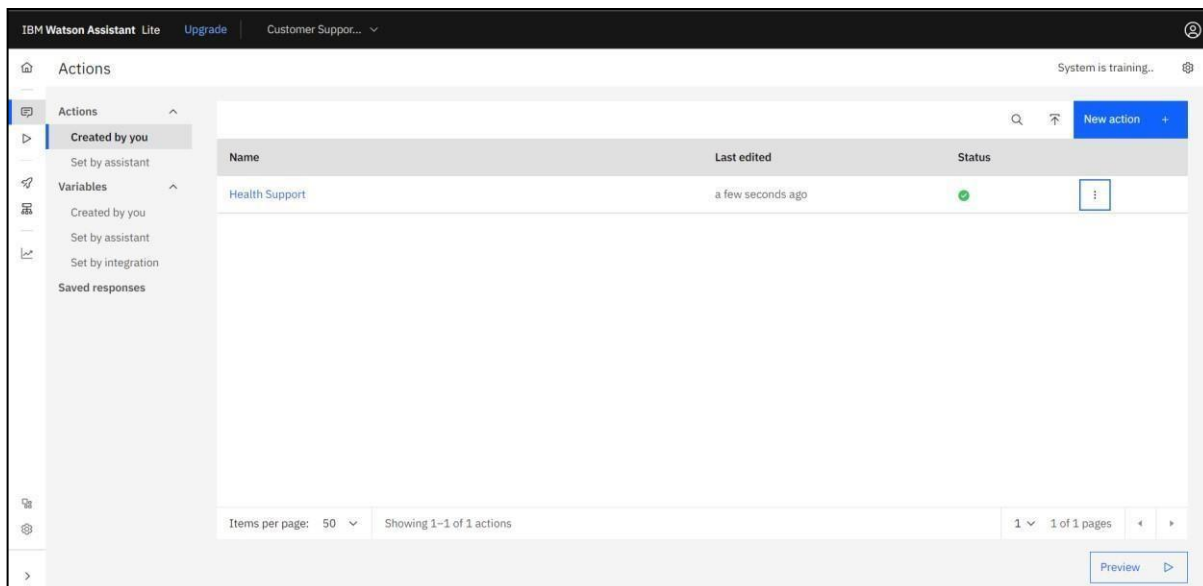 IBM Watson Assistant Lite Upgrade Customer Suppor...
Actions System is training..
Actions
Created by you
Set by assistant
Variables
Created by you
Set by assistant
Set by integration
Saved responses
New action +
Name Last edited Status
Health Support a few seconds ago
Items per page: 50 Showing 1–1 of 1 actions 1 1 of 1 pages
Preview